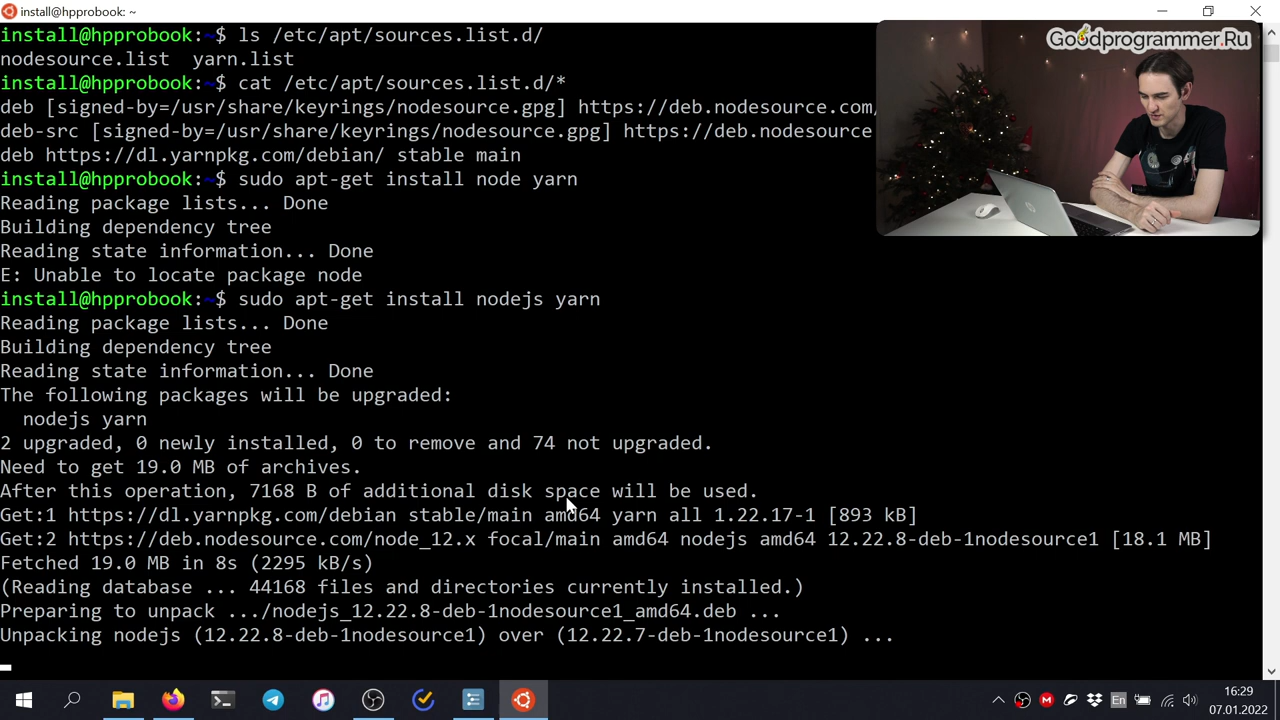 install@hpprobook: ~
Goodprogrammer.Ru
install@hpprobook:~$ ls /etc/apt/sources.list.d/
nodesource.list  yarn.list
install@hpprobook:~$ cat /etc/apt/sources.list.d/*
deb [signed-by=/usr/share/keyrings/nodesource.gpg] https://deb.nodesource.com/
deb-src [signed-by=/usr/share/keyrings/nodesource.gpg] https://deb.nodesource
deb https://dl.yarnpkg.com/debian/ stable main
install@hpprobook:~$ sudo apt-get install node yarn
Reading package lists... Done
Building dependency tree
Reading state information... Done
E: Unable to locate package node
install@hpprobook:~$ sudo apt-get install nodejs yarn
Reading package lists... Done
Building dependency tree
Reading state information... Done
The following packages will be upgraded:
  nodejs yarn
2 upgraded, 0 newly installed, 0 to remove and 74 not upgraded.
Need to get 19.0 MB of archives.
After this operation, 7168 B of additional disk space will be used.
Get:1 https://dl.yarnpkg.com/debian stable/main amd64 yarn all 1.22.17-1 [893 kB]
Get:2 https://deb.nodesource.com/node_12.x focal/main amd64 nodejs amd64 12.22.8-deb-1nodesource1 [18.1 MB]
Fetched 19.0 MB in 8s (2295 kB/s)
(Reading database ... 44168 files and directories currently installed.)
Preparing to unpack .../nodejs_12.22.8-deb-1nodesource1_amd64.deb ...
Unpacking nodejs (12.22.8-deb-1nodesource1) over (12.22.7-deb-1nodesource1) ...
En
16:29
07.01.2022